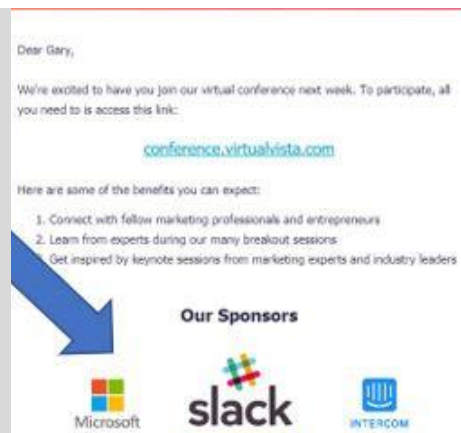 Dear Gary,
We're excited to have you join our virtual conference next week. To participate, all
you need to is access this link:
conference.virtualvista.com
Here are some of the benefits you can expect:
1. Connect with fellow marketing professionals and entrepreneurs
2. Learn from experts during our many breakout sessions
Get inspired by keynote sessions from marketing experts and industry leaders
Our Sponsors
Microsoft slack INTERCOM